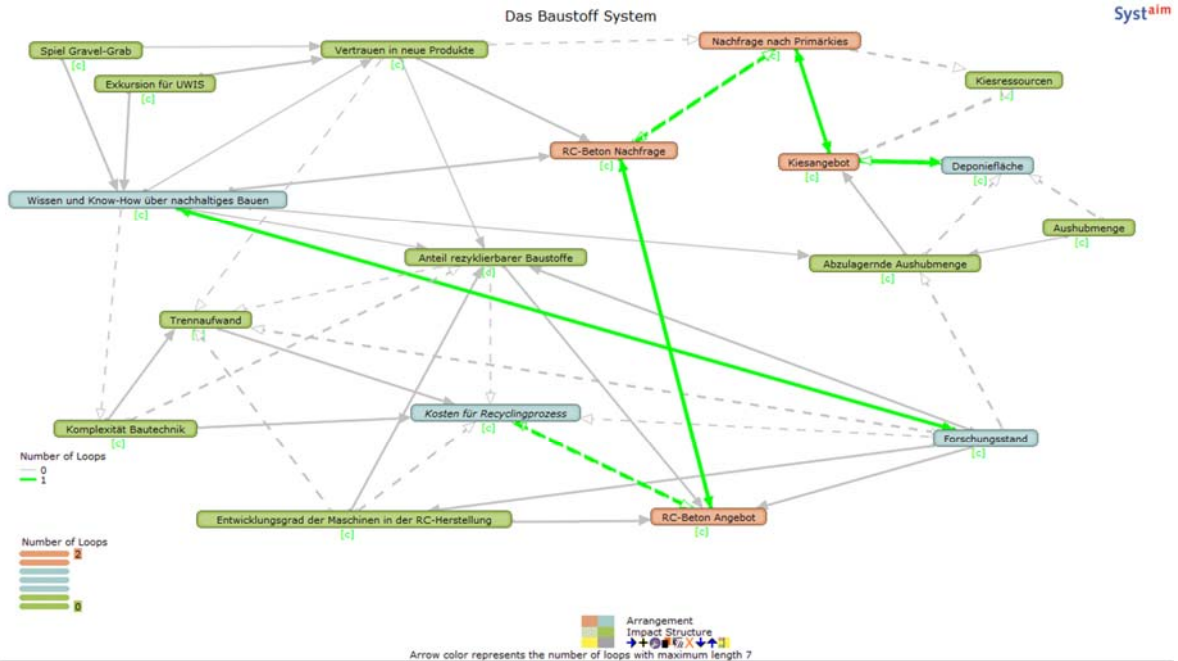 Das Baustoff System
Systaim
Spiel Gravel-Grab
[c]
Vertrauen in neue Produkte
[c]
Nachfrage nach Primärkies
[c]
Exkursion für UWIS
[c]
Kiesressourcen
RC-Beton Nachfrage
[c]
Kiesangebot
[c]
Deponiefläche
[c]
Wissen und Know-How über nachhaltiges Bauen
[c]
Aushubmenge
[c]
Anteil rezyklierbarer Baustoffe
[d]
Abzulagernde Aushubmenge
[c]
Trennaufwand
Kosten für Recyclingprozess
[c]
Komplexität Bautechnik
[c]
Forschungsstand
[c]
Number of Loops
0
1
Entwicklungsgrad der Maschinen in der RC-Herstellung
[c]
RC-Beton Angebot
[c]
Number of Loops
2
0
Arrangement
Impact Structure
Arrow color represents the number of loops with maximum length 7